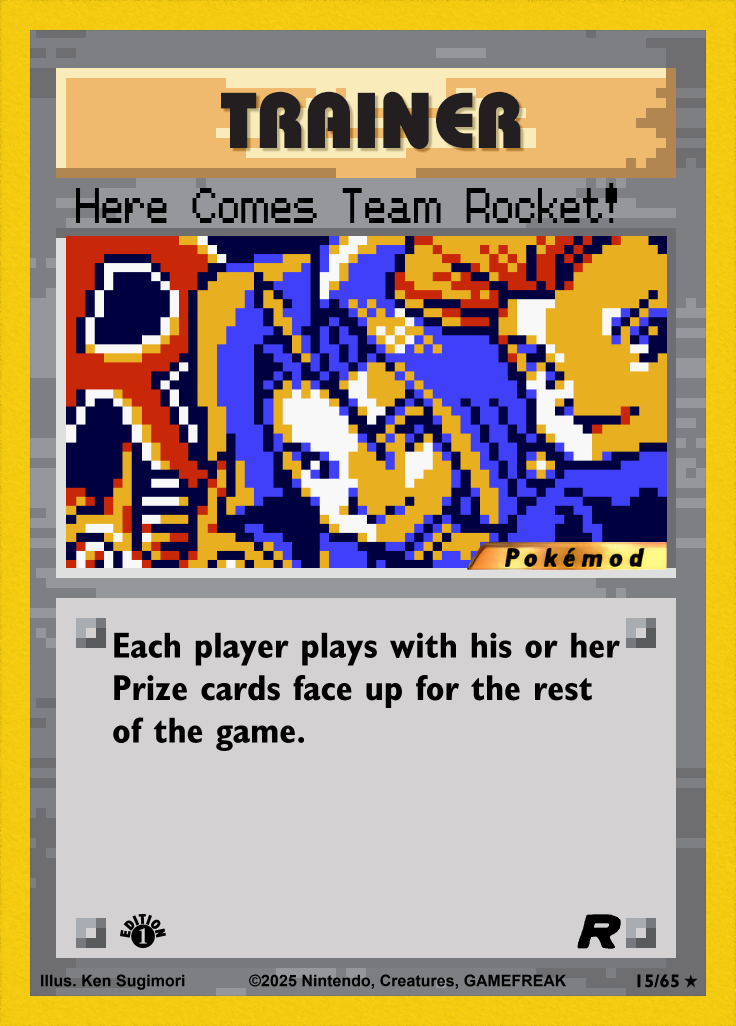 TRAINER
Here Comes Team Rocket!
Pokémod
Each player plays with his or her
Prize cards face up for the rest
of the game.
EDITION
1
R
Illus. Ken Sugimori ©2025 Nintendo, Creatures, GAMEFREAK 15/65 ★